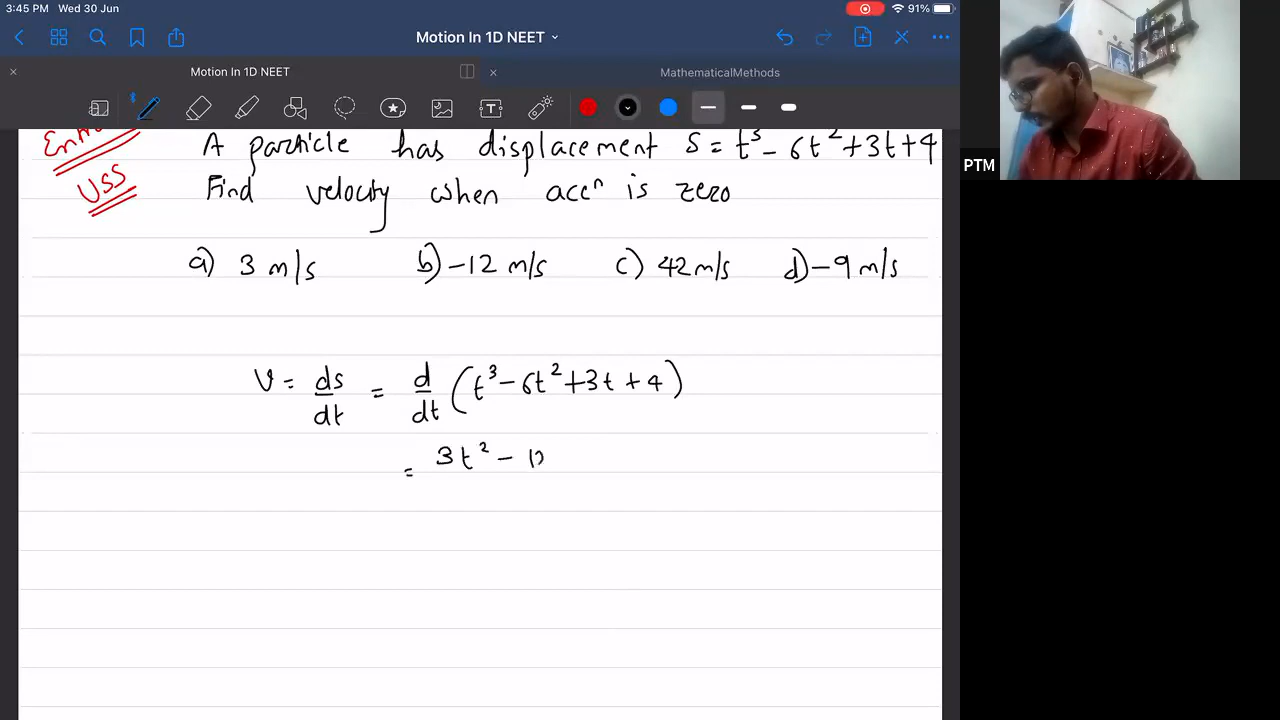 3:45 PM Wed 30 Jun
91%
Motion In 1D NEET
Motion In 1D NEET
MathematicalMethods
PTM
A particle has displacement S = t³ - 6t² + 3t + 4
USS
Find velocity when accⁿ is zero
a) 3 m/s b) -12 m/s c) 42 m/s d) -9 m/s
V = ds/dt = d/dt (t³ - 6t² + 3t + 4)
= 3t² - 12